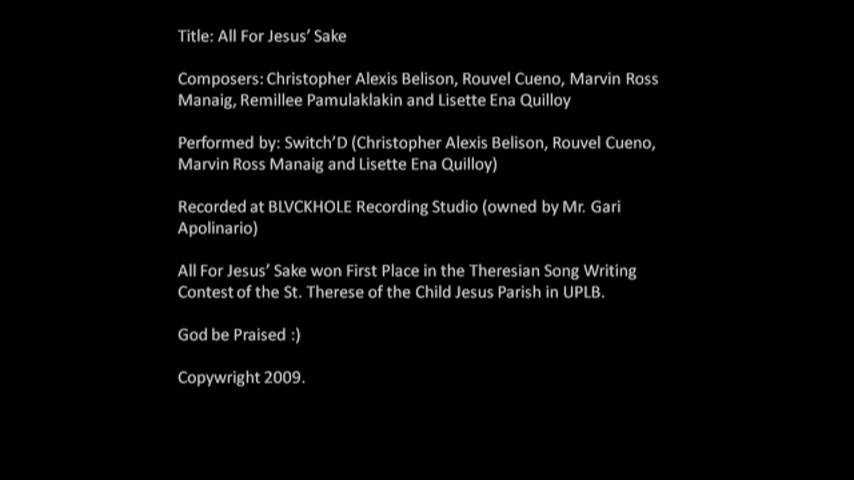 Title: All For Jesus’ Sake
Composers: Christopher Alexis Belison, Rouvel Cueno, Marvin Ross
Manaig, Remillee Pamulaklakin and Lisette Ena Quilloy
Performed by: Switch’D (Christopher Alexis Belison, Rouvel Cueno,
Marvin Ross Manaig and Lisette Ena Quilloy)
Recorded at BLVCKHOLE Recording Studio (owned by Mr. Gari
Apolinario)
All For Jesus’ Sake won First Place in the Theresian Song Writing
Contest of the St. Therese of the Child Jesus Parish in UPLB.
God be Praised :)
Copywright 2009.